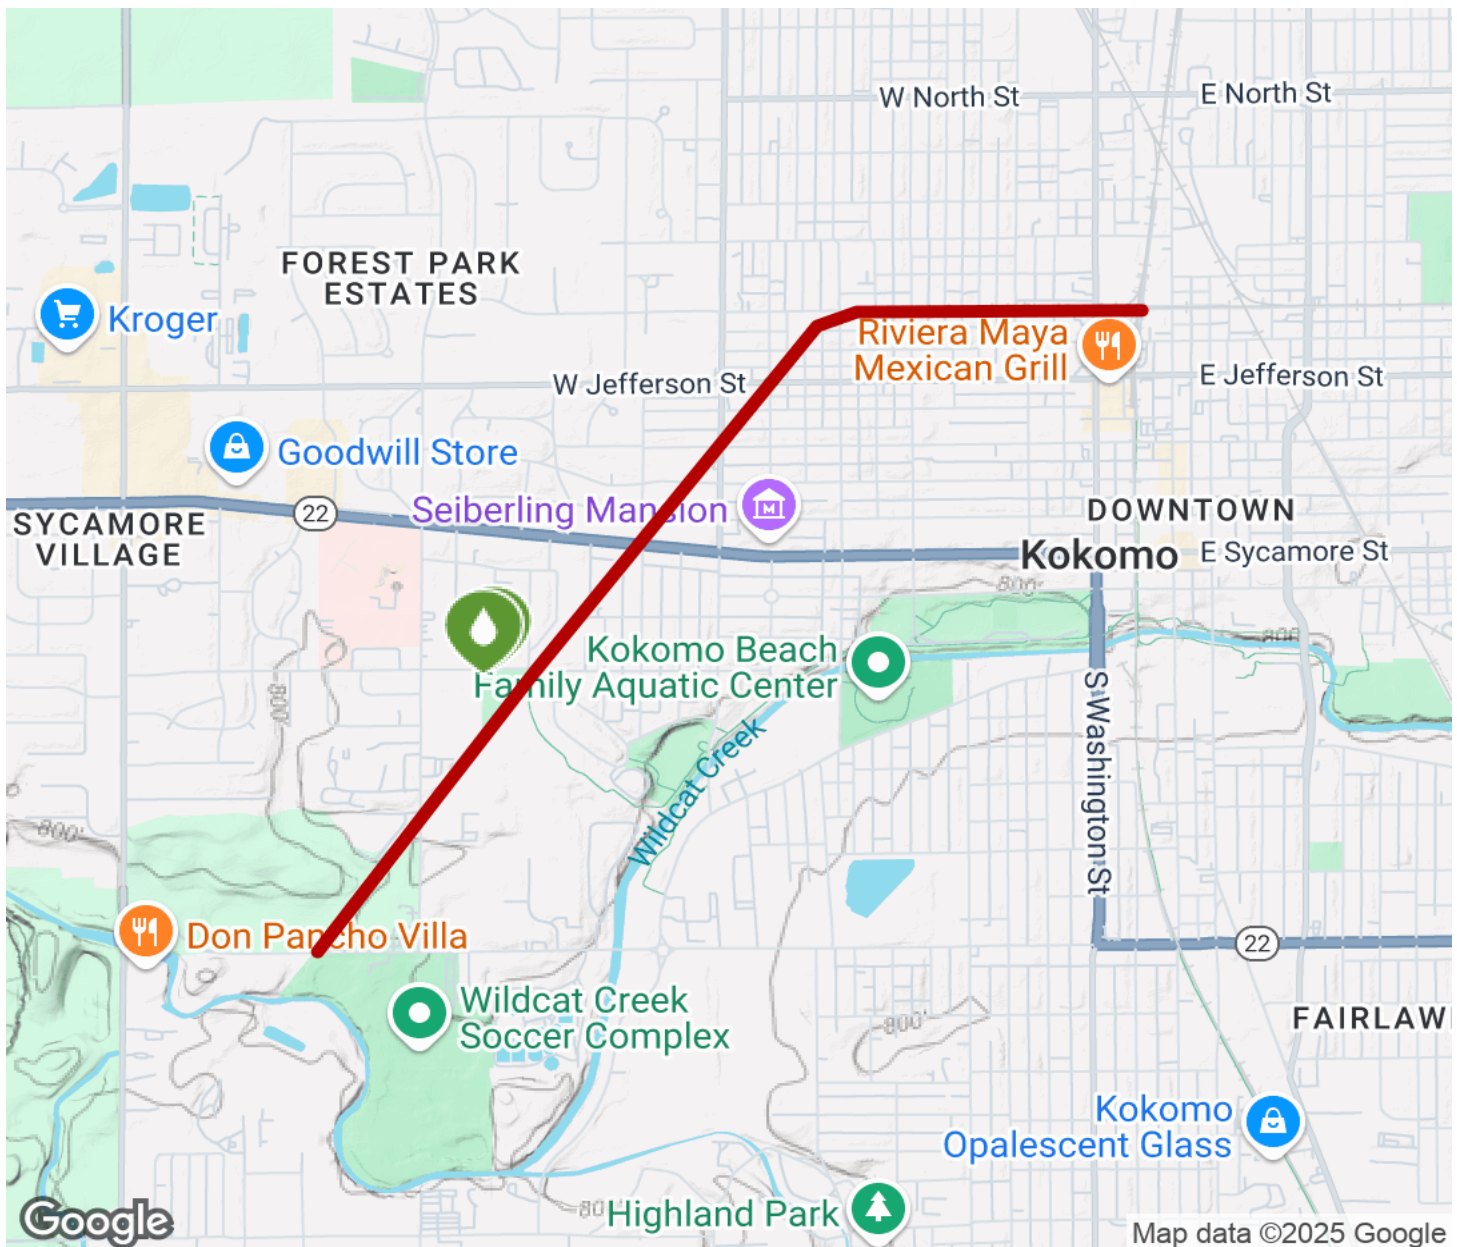 W North St
E North St
FOREST PARK
ESTATES
Kroger
Riviera Maya
Mexican Grill
W Jefferson St
E Jefferson St
Goodwill Store
Seiberling Mansion
22
SYCAMORE
VILLAGE
DOWNTOWN
Kokomo
E Sycamore St
800'
800
Kokomo Beach
Family Aquatic Center
800'
S Washington St
Wildcat Creek
800'
Don Pancho Villa
22
Wildcat Creek
Soccer Complex
800'
FAIRLAW
Kokomo
Opalescent Glass
800'
Highland Park
Google
Map data ©2025 Google